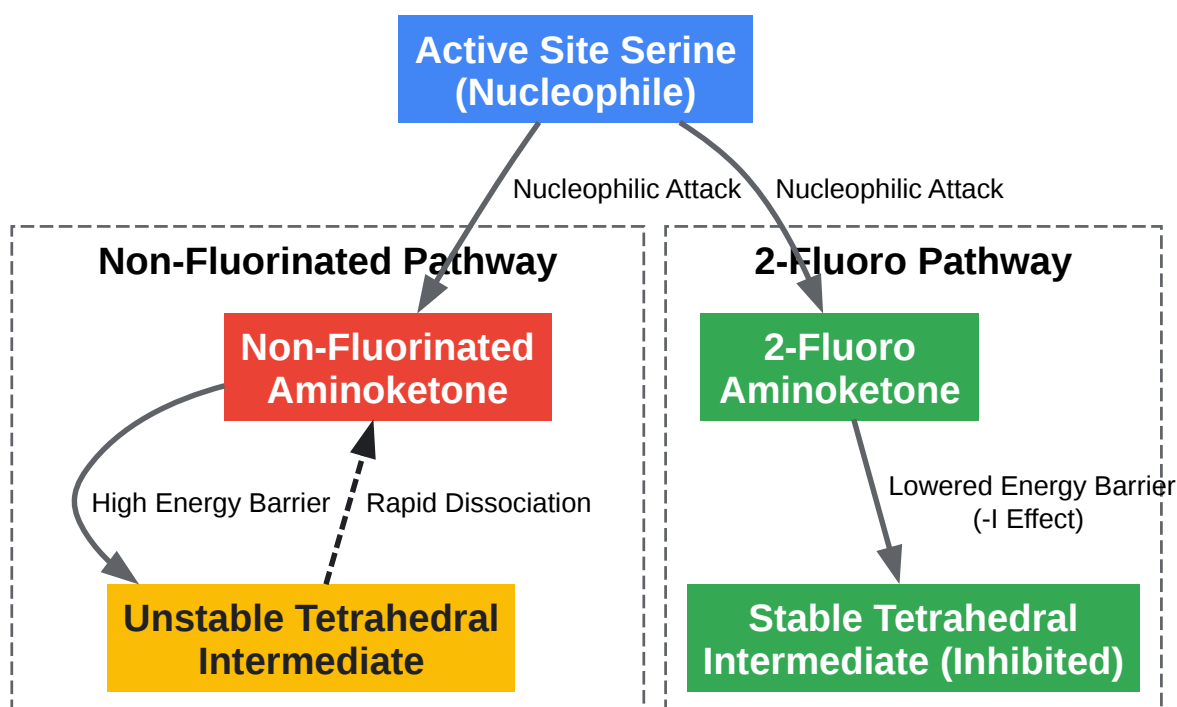 Active Site Serine
(Nucleophile)
Nucleophilic Attack
Nucleophilic Attack
Non-Fluorinated Pathway
2-Fluoro Pathway
Non-Fluorinated
Aminoketone
2-Fluoro
Aminoketone
High Energy Barrier
Rapid Dissociation
Lowered Energy Barrier
(-I Effect)
Unstable Tetrahedral
Intermediate
Stable Tetrahedral
Intermediate (Inhibited)